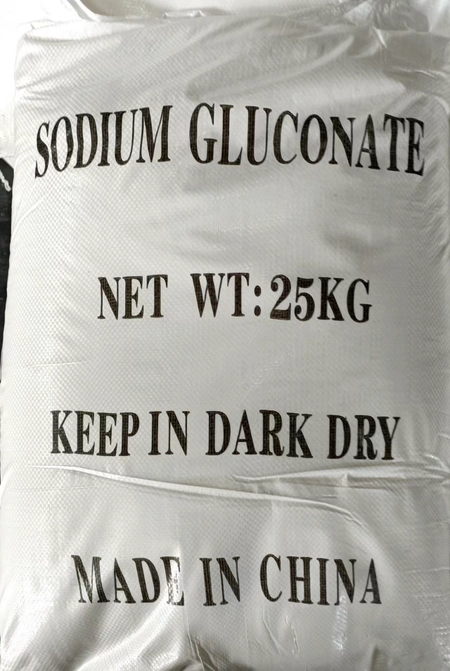 SODIUM GLUCONATE
NET WT:25KG
KEEP IN DARK DRY
MADE IN CHINA